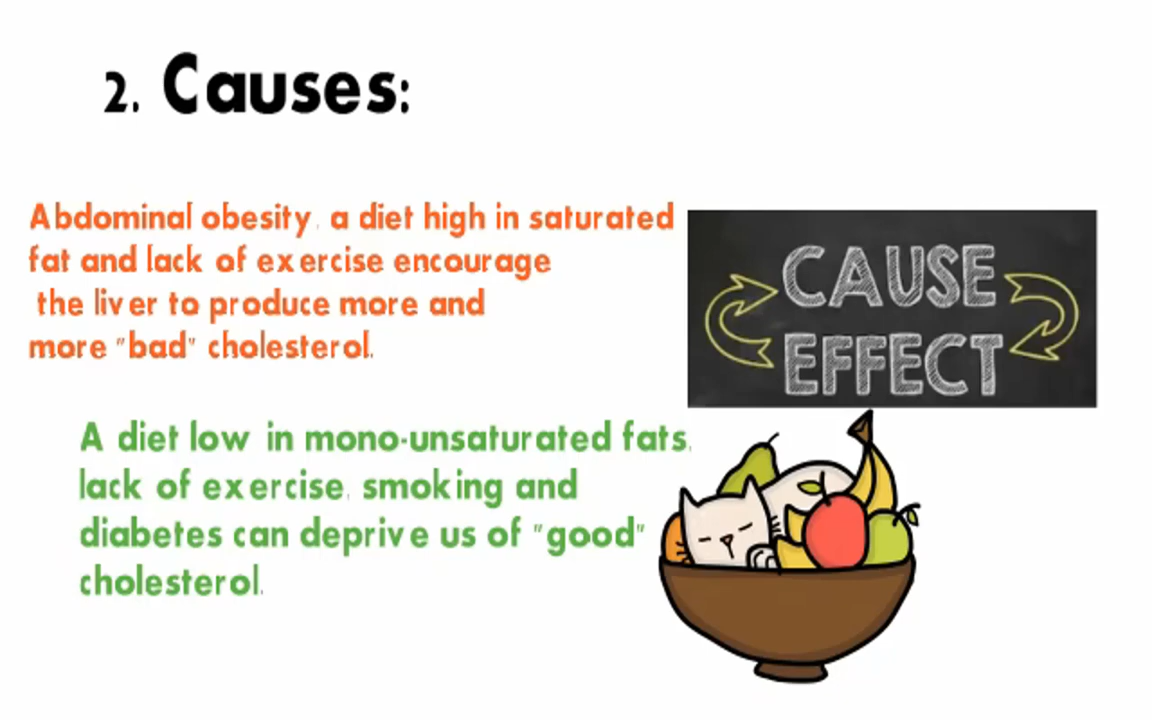 2. Causes:
Abdominal obesity, a diet high in saturated
fat and lack of exercise encourage
the liver to produce more and
more "bad" cholesterol.
CAUSE
EFFECT
A diet low in mono-unsaturated fats,
lack of exercise, smoking and
diabetes can deprive us of "good"
cholesterol.